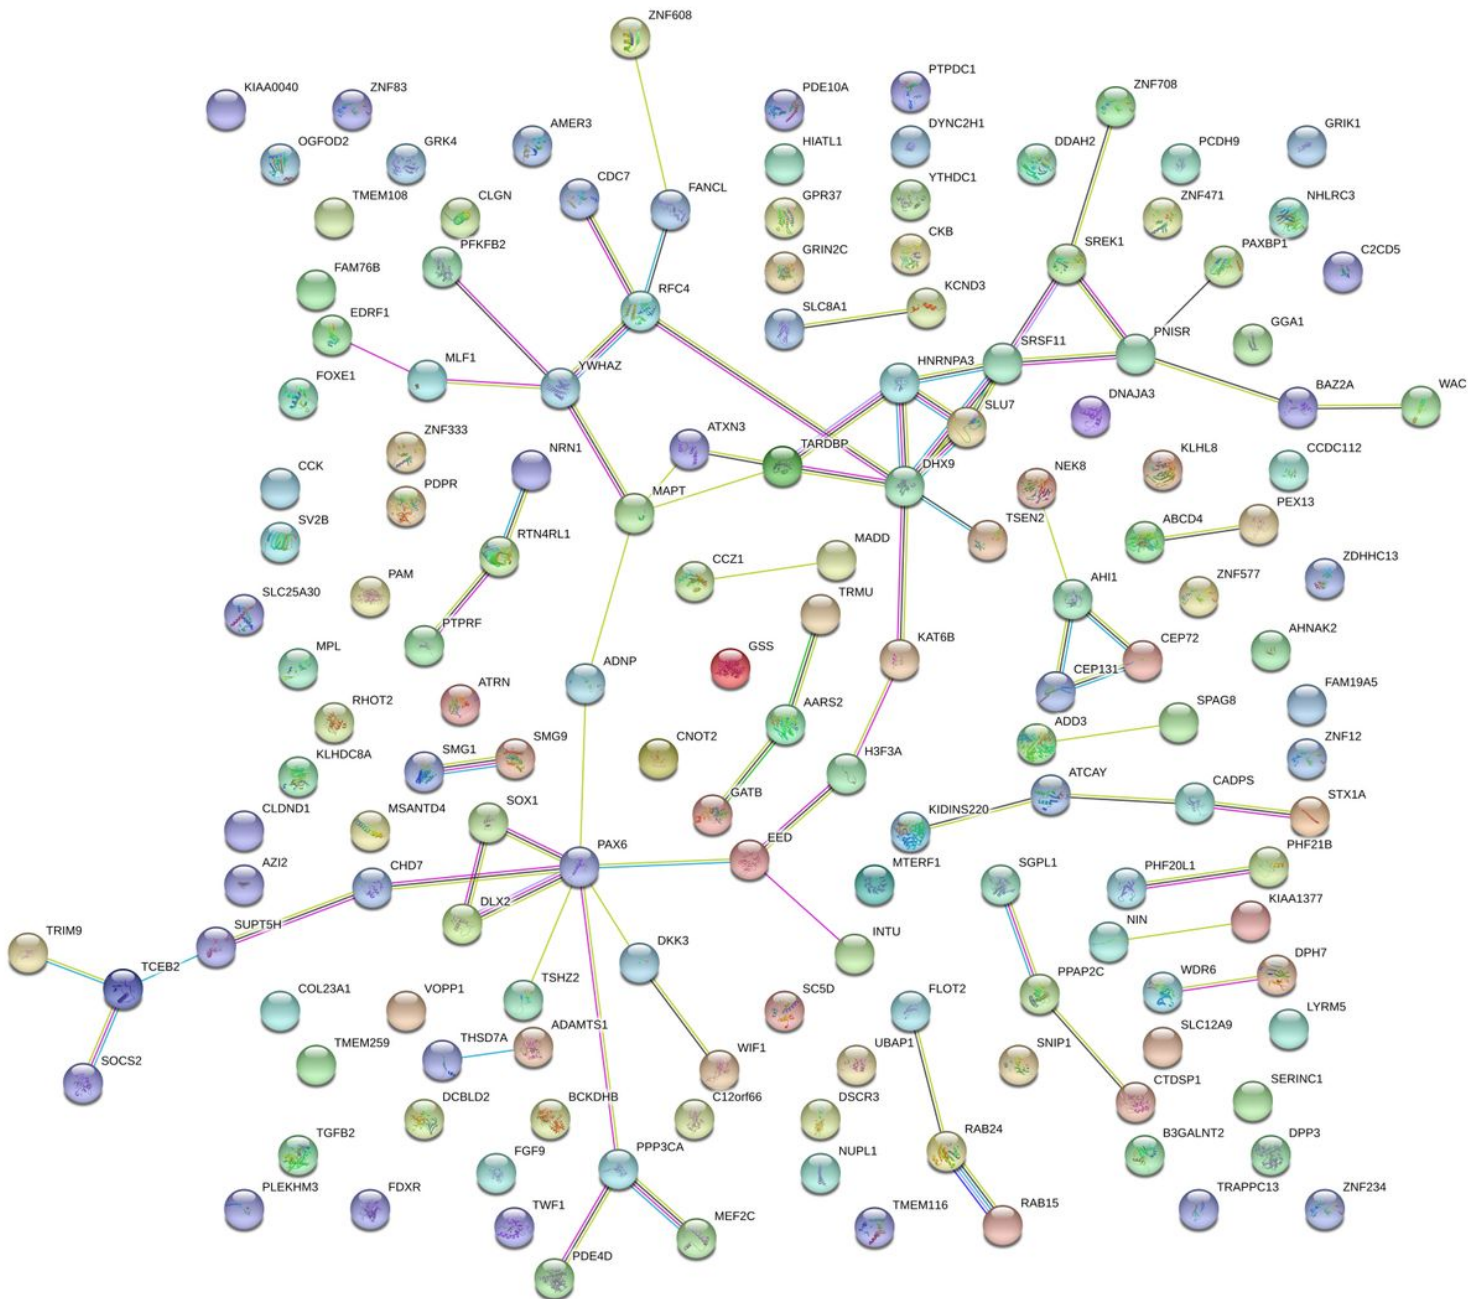 ZNF608
KIAA0040
ZNF83
PDE10A
PTPDC1
ZNF708
OGFOD2
GRK4
AMER3
HIATL1
DYNC2H1
DDAH2
PCDH9
GRIK1
TMEM108
CLGN
CDC7
FANCL
GPR37
YTHDC1
ZNF471
NHLRC3
PFKFB2
GRIN2C
CKB
SREK1
PAXBP1
C2CD5
FAM76B
RFC4
SLC8A1
KCND3
EDRF1
MLF1
YWHAZ
HNRNPA3
SRSF11
PNISR
GGA1
FOXE1
SLU7
DNAJA3
BAZ2A
WAC
ZNF333
NRN1
ATXN3
TARDBP
DHX9
NEK8
KLHL8
CCDC112
CCK
PDPR
MAPT
TSEN2
ABCD4
PEX13
SV2B
RTN4RL1
CCZ1
MADD
ZDHHC13
SLC25A30
PAM
TRMU
AHI1
ZNF577
PTPRF
MPL
ADNP
GSS
KAT6B
CEP72
AHNAK2
CEP131
ATRN
RHOT2
AARS2
SPAG8
FAM19A5
SMG1
SMG9
CNOT2
ADD3
KLHDC8A
H3F3A
ZNF12
SOX1
GATB
ATCAY
CADPS
STX1A
CLDND1
MSANTD4
KIDINS220
PAX6
EED
PHF21B
AZI2
CHD7
MTERF1
SGPL1
PHF20L1
DLX2
KIAA1377
SUPT5H
NIN
TRIM9
INTU
TCEB2
DKK3
TSHZ2
PPAP2C
WDR6
DPH7
COL23A1
VOPP1
SC5D
FLOT2
LYRM5
THSD7A
ADAMTS1
SLC12A9
TMEM259
WIF1
UBAP1
SNIP1
SOCS2
CTDSP1
SERINC1
DCBLD2
BCKDHB
C12orf66
DSCR3
TGFB2
RAB24
B3GALNT2
DPP3
FGF9
PPP3CA
NUPL1
PLEKHM3
FDXR
TRAPPC13
ZNF234
TWF1
MEF2C
TMEM116
RAB15
PDE4D